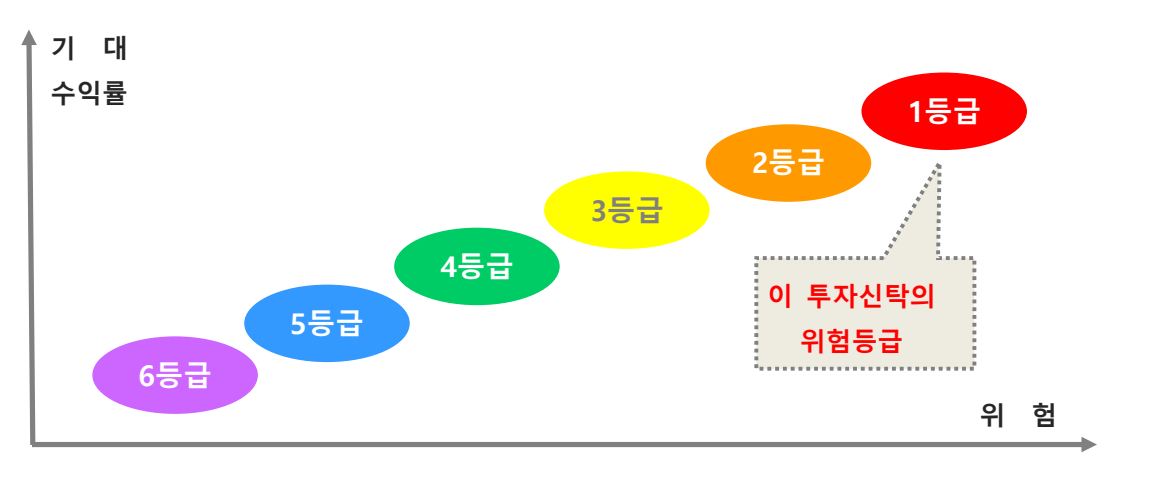 기 대
수익률
1등급
2등급
3등급
4등급
5등급
6등급
이 투자신탁의
위험등급
위 험